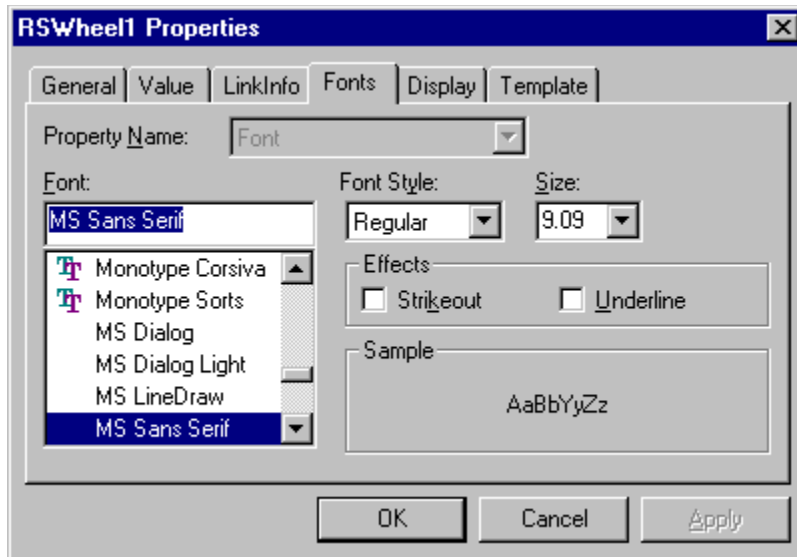 RSWheel1 Properties
General Value LinkInfo Fonts Display Template
Property Name: Font
Font: Font Style: Size:
MS Sans Serif Regular 9.09
Monotype Corsiva
Monotype Sorts
MS Dialog
MS Dialog Light
MS LineDraw
MS Sans Serif
Effects
Strikeout Underline
Sample
AaBbYyZz
OK Cancel Apply